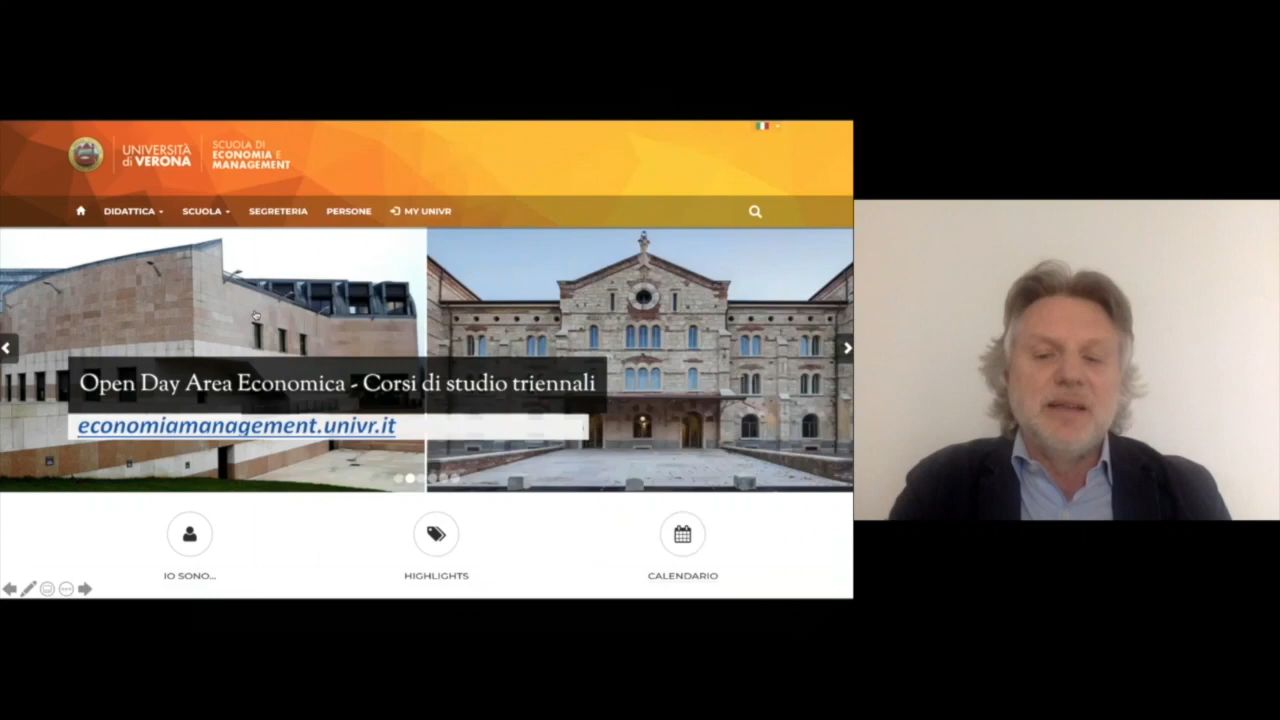 UNIVERSITÀ
di VERONA
SCUOLA DI
ECONOMIA E
MANAGEMENT
DIDATTICA
SCUOLA
SEGRETERIA
PERSONE
MY UNIVR
Open Day Area Economica - Corsi di studio triennali
economiamanagement.univr.it
IO SONO...
HIGHLIGHTS
CALENDARIO